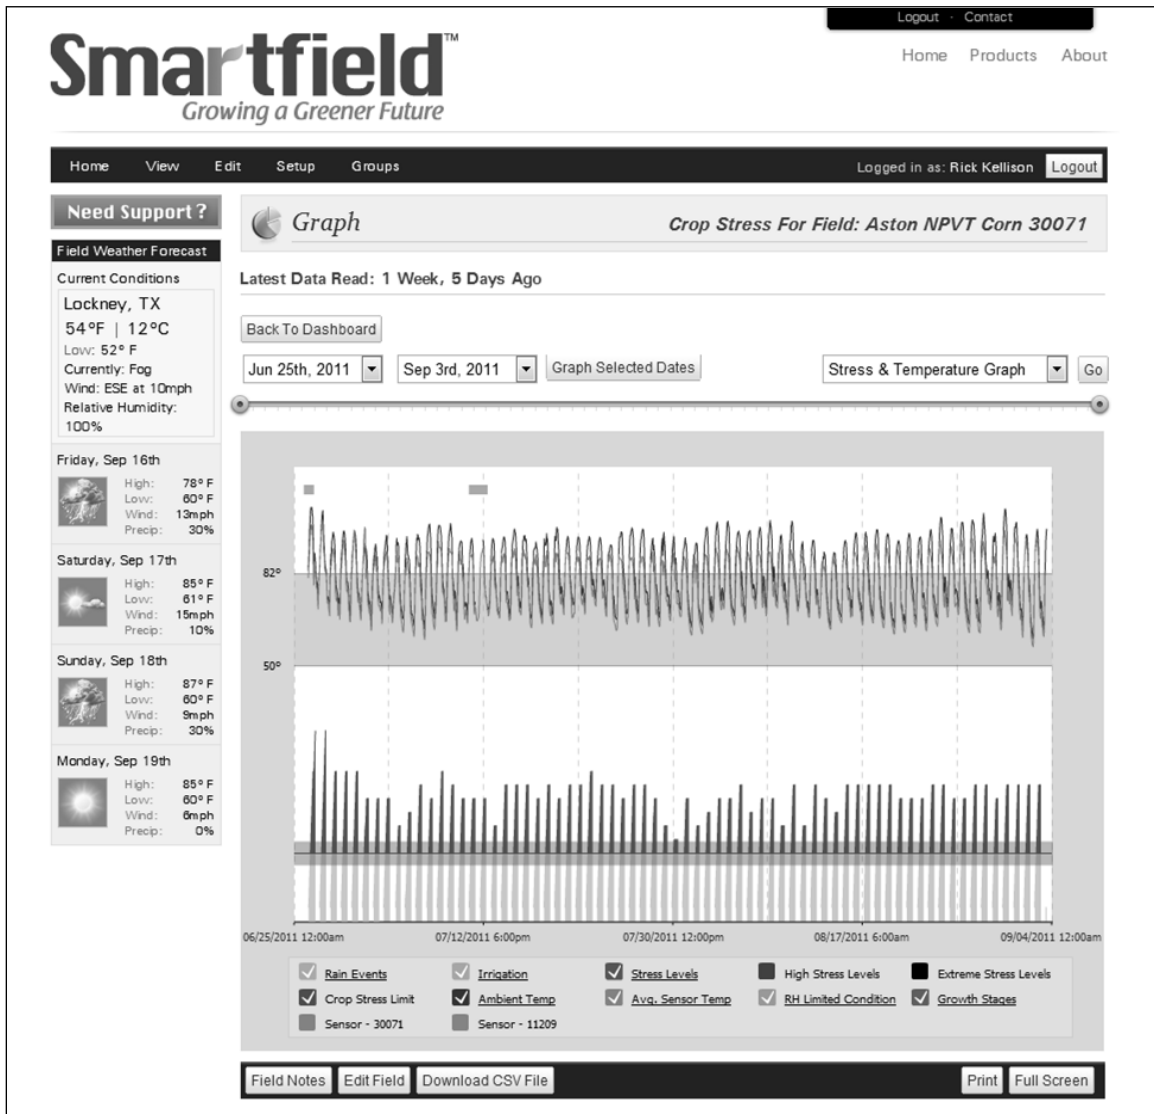 Logout · Contact
Smartfield™
Growing a Greener Future
Home Products About
Home View Edit Setup Groups Logged in as: Rick Kellison Logout
Need Support?
Graph Crop Stress For Field: Aston NPVT Corn 30071
Field Weather Forecast
Current Conditions
Lockney, TX
54°F | 12°C
Low: 52° F
Currently: Fog
Wind: ESE at 10mph
Relative Humidity:
100%
Friday, Sep 16th
High: 78° F
Low: 60° F
Wind: 13mph
Precip: 30%
Saturday, Sep 17th
High: 85° F
Low: 61° F
Wind: 15mph
Precip: 10%
Sunday, Sep 18th
High: 87° F
Low: 60° F
Wind: 9mph
Precip: 30%
Monday, Sep 19th
High: 85° F
Low: 60° F
Wind: 6mph
Precip: 0%
Latest Data Read: 1 Week, 5 Days Ago
Back To Dashboard
Jun 25th, 2011 Sep 3rd, 2011 Graph Selected Dates Stress & Temperature Graph Go
82°
50°
06/25/2011 12:00am 07/12/2011 6:00pm 07/30/2011 12:00pm 08/17/2011 6:00am 09/04/2011 12:00am
Rain Events Irrigation Stress Levels High Stress Levels Extreme Stress Levels
Crop Stress Limit Ambient Temp Avg. Sensor Temp RH Limited Condition Growth Stages
Sensor - 30071 Sensor - 11209
Field Notes Edit Field Download CSV File Print Full Screen